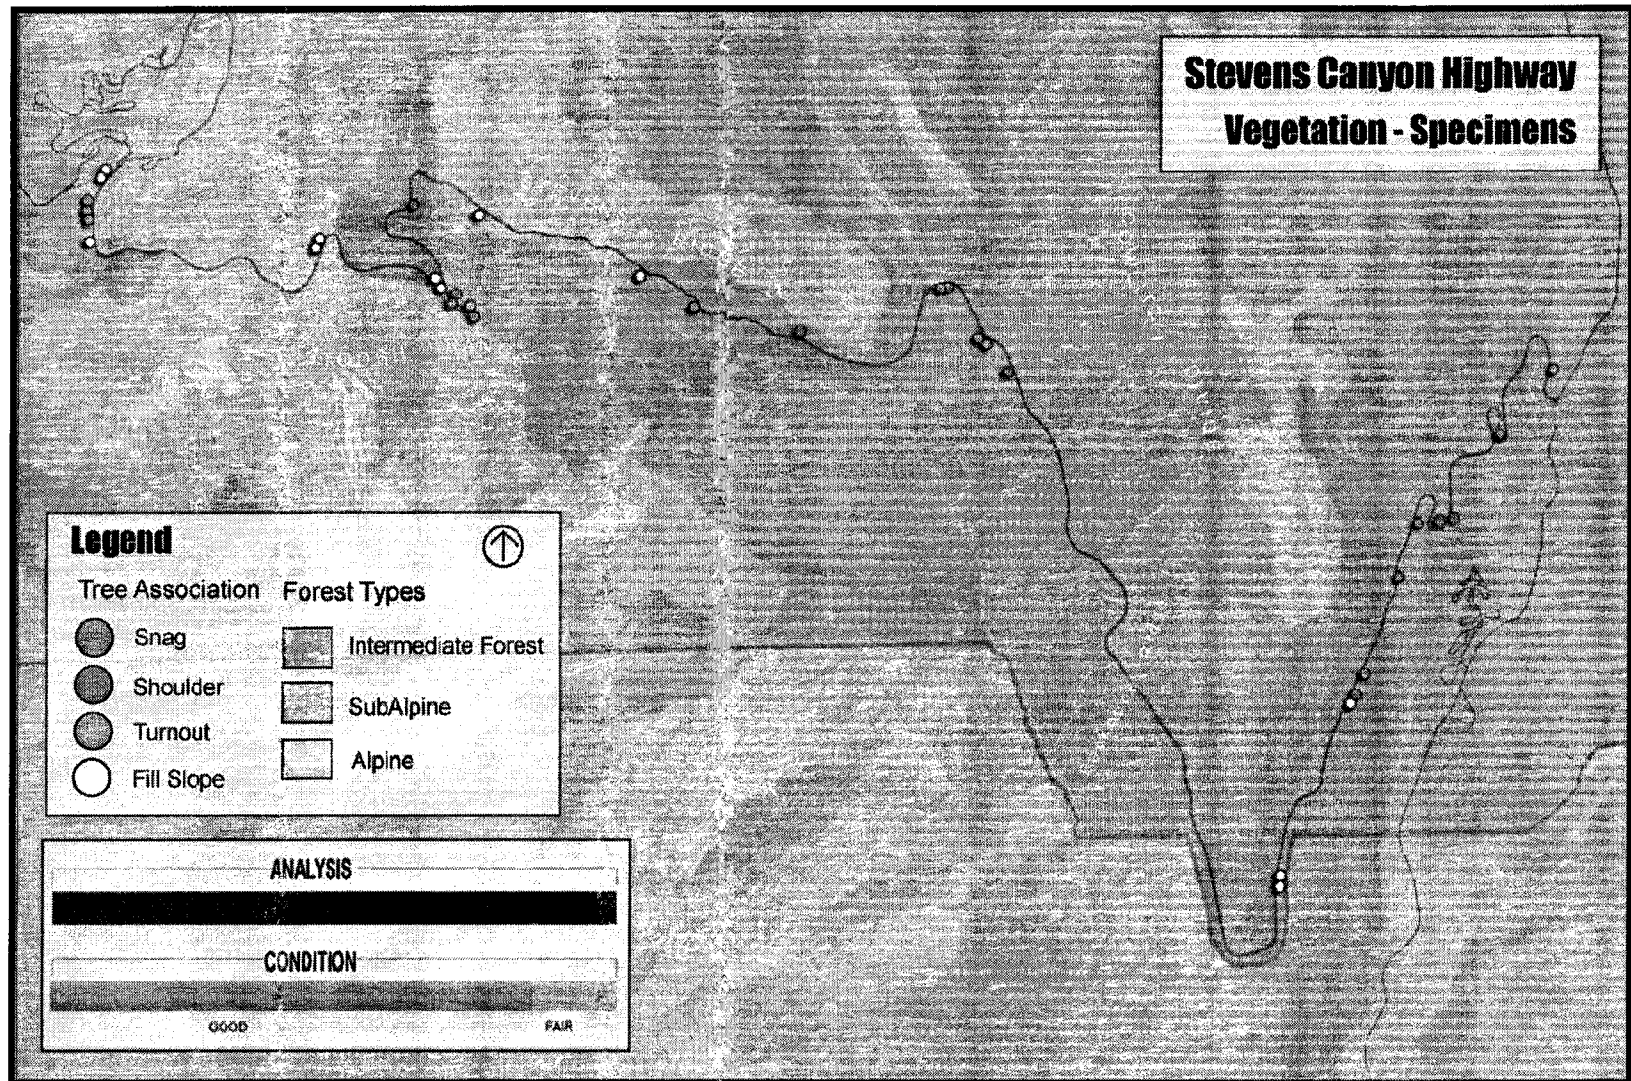 Stevens Canyon Highway
Vegetation - Specimens
Legend
Tree Association
Forest Types
Snag
Shoulder
Turnout
Fill Slope
Intermediate Forest
SubAlpine
Alpine
ANALYSIS
CONDITION
GOOD
FAIR